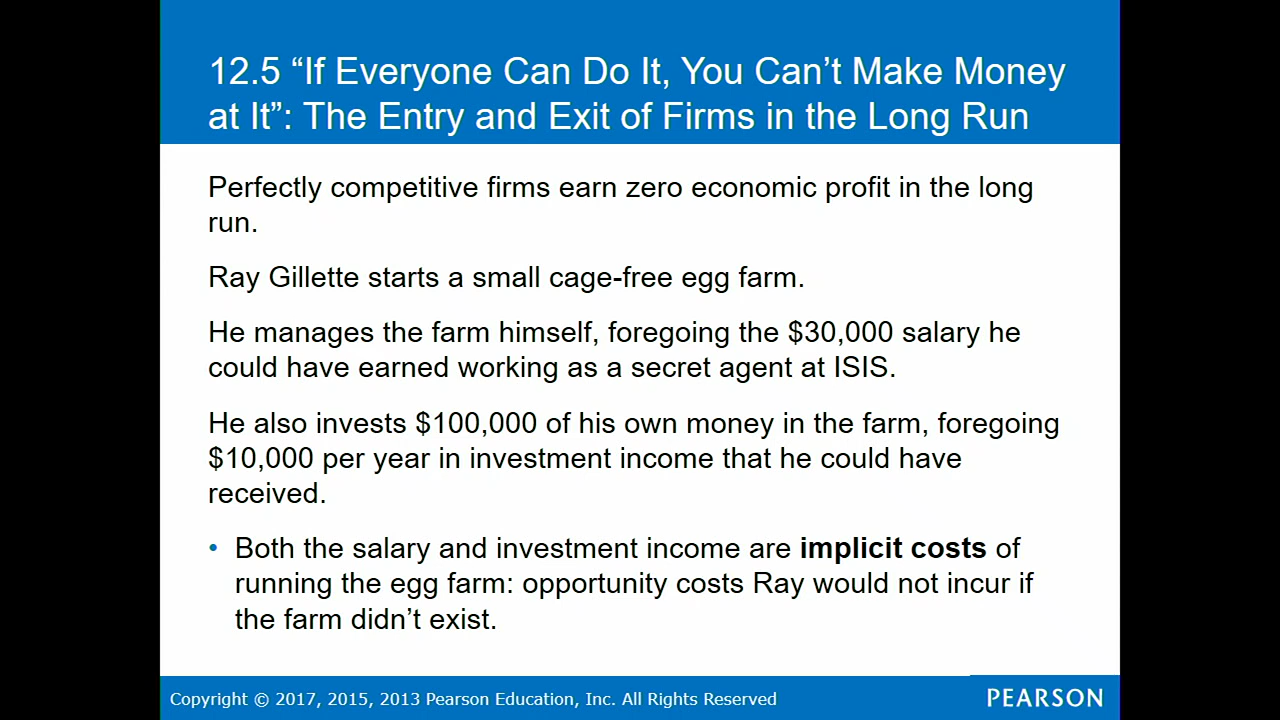 12.5 “If Everyone Can Do It, You Can’t Make Money
at It”: The Entry and Exit of Firms in the Long Run
Perfectly competitive firms earn zero economic profit in the long
run.
Ray Gillette starts a small cage-free egg farm.
He manages the farm himself, foregoing the $30,000 salary he
could have earned working as a secret agent at ISIS.
He also invests $100,000 of his own money in the farm, foregoing
$10,000 per year in investment income that he could have
received.
• Both the salary and investment income are implicit costs of
running the egg farm: opportunity costs Ray would not incur if
the farm didn’t exist.
Copyright © 2017, 2015, 2013 Pearson Education, Inc. All Rights Reserved
PEARSON